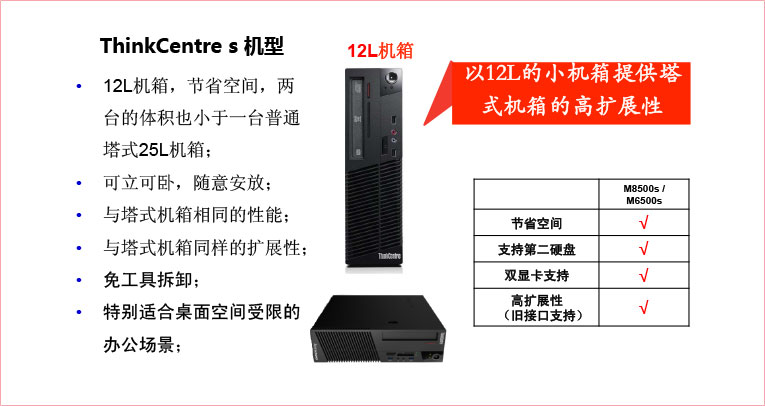 ThinkCentre s 机型
12L机箱
以12L的小机箱提供塔
式机箱的高扩展性
• 12L机箱，节省空间，两
台的体积也小于一台普通
塔式25L机箱；
• 可立可卧，随意安放；
• 与塔式机箱相同的性能；
• 与塔式机箱同样的扩展性；
• 免工具拆卸；
• 特别适合桌面空间受限的
办公场景；
ThinkCentre
M8500s /
M6500s
节省空间 √
支持第二硬盘 √
双显卡支持 √
高扩展性
（旧接口支持） √